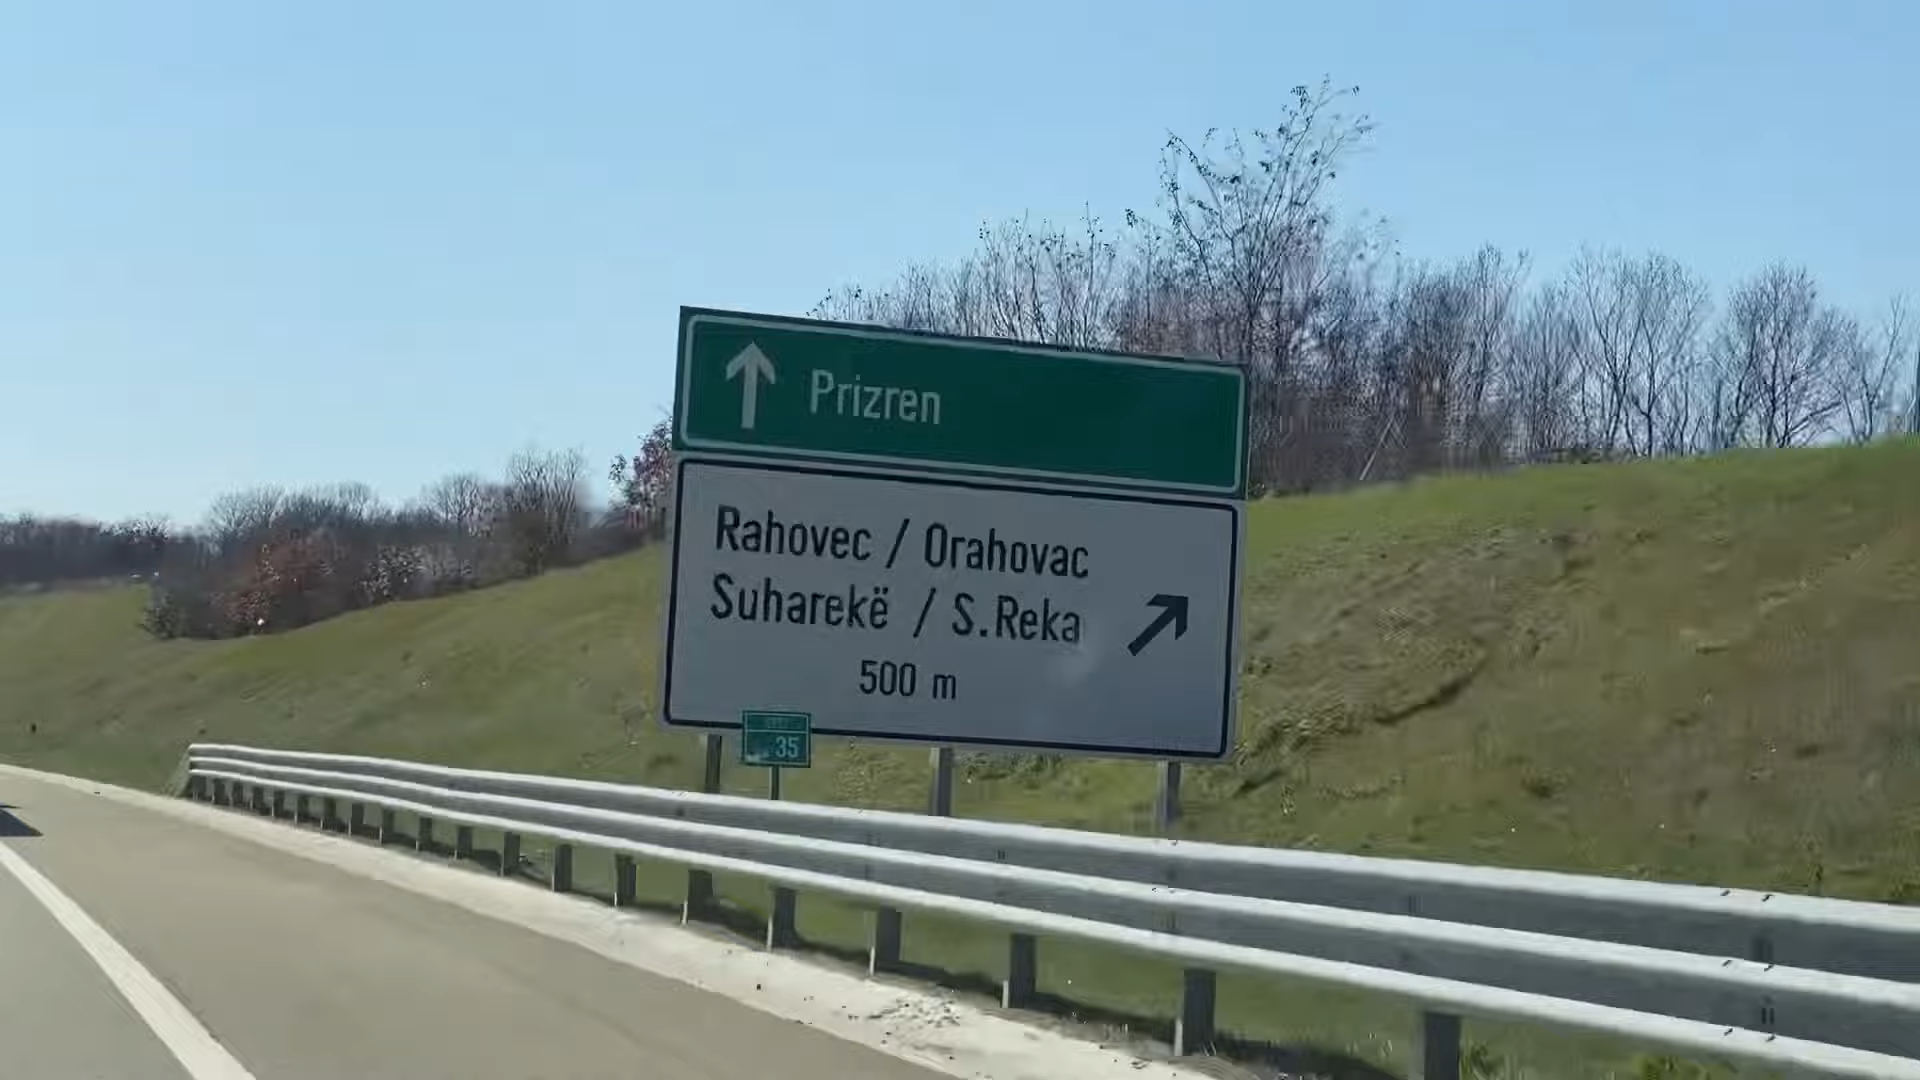 Prizren
Rahovec / Orahovac
Suharekë / S.Reka
500 m
35